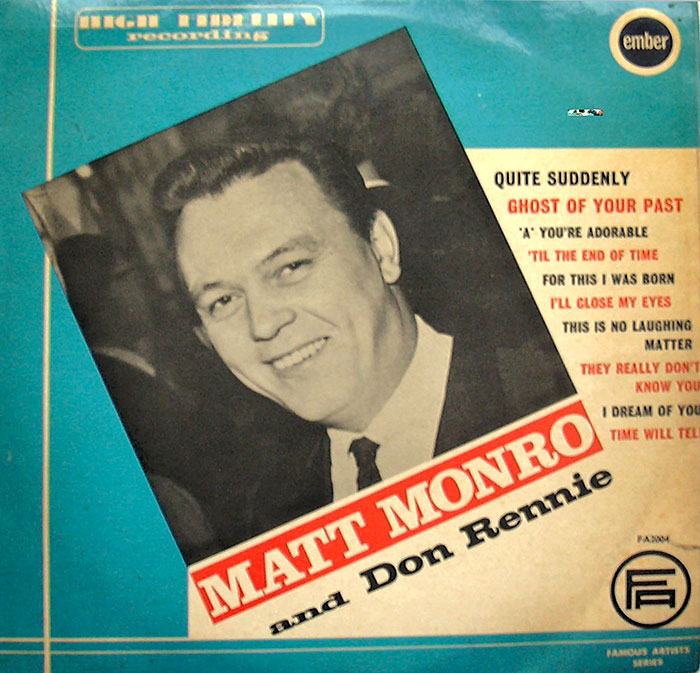 HIGH FIDELITY
recording
ember
QUITE SUDDENLY
GHOST OF YOUR PAST
'A' YOU'RE ADORABLE
'TIL THE END OF TIME
FOR THIS I WAS BORN
I'LL CLOSE MY EYES
THIS IS NO LAUGHING
MATTER
THEY REALLY DON'T
KNOW YOU
I DREAM OF YOU
TIME WILL TELL
MATT MONRO
and Don Rennie
FA2004
FA
FAMOUS ARTISTS
SERIES